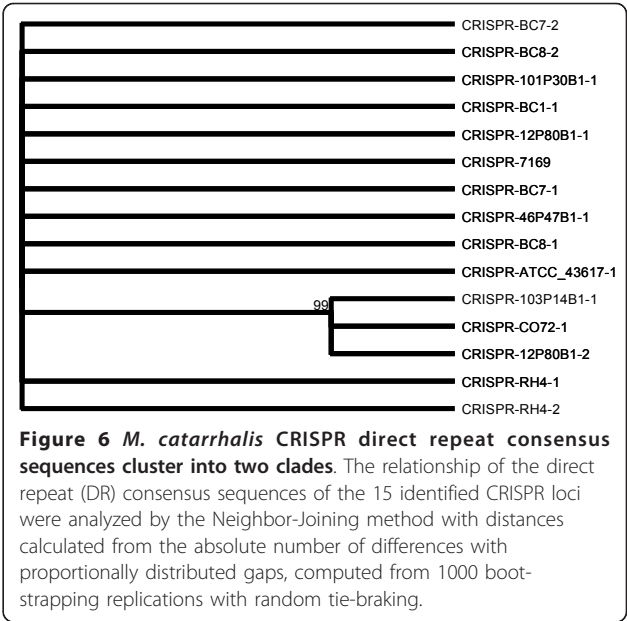 CRISPR-BC7-2
CRISPR-BC8-2
CRISPR-101P30B1-1
CRISPR-BC1-1
CRISPR-12P80B1-1
CRISPR-7169
CRISPR-BC7-1
CRISPR-46P47B1-1
CRISPR-BC8-1
CRISPR-ATCC_43617-1
99
CRISPR-103P14B1-1
CRISPR-CO72-1
CRISPR-12P80B1-2
CRISPR-RH4-1
CRISPR-RH4-2
Figure 6 M. catarrhalis CRISPR direct repeat consensus
sequences cluster into two clades. The relationship of the direct
repeat (DR) consensus sequences of the 15 identified CRISPR loci
were analyzed by the Neighbor-Joining method with distances
calculated from the absolute number of differences with
proportionally distributed gaps, computed from 1000 boot-
strapping replications with random tie-braking.